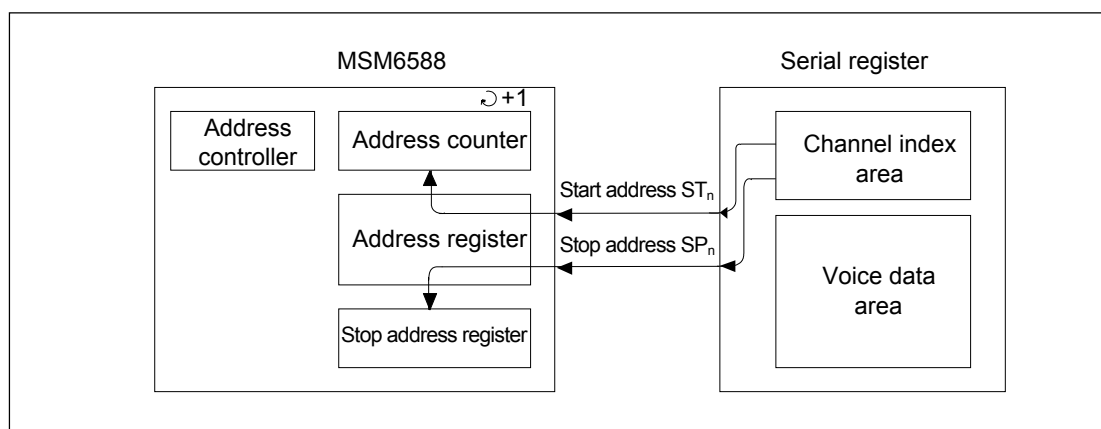 MSM6588
Serial register
+1
Address
controller
Address counter
Channel index
area
Start address STn
Address register
Stop address SPn
Voice data
area
Stop address register